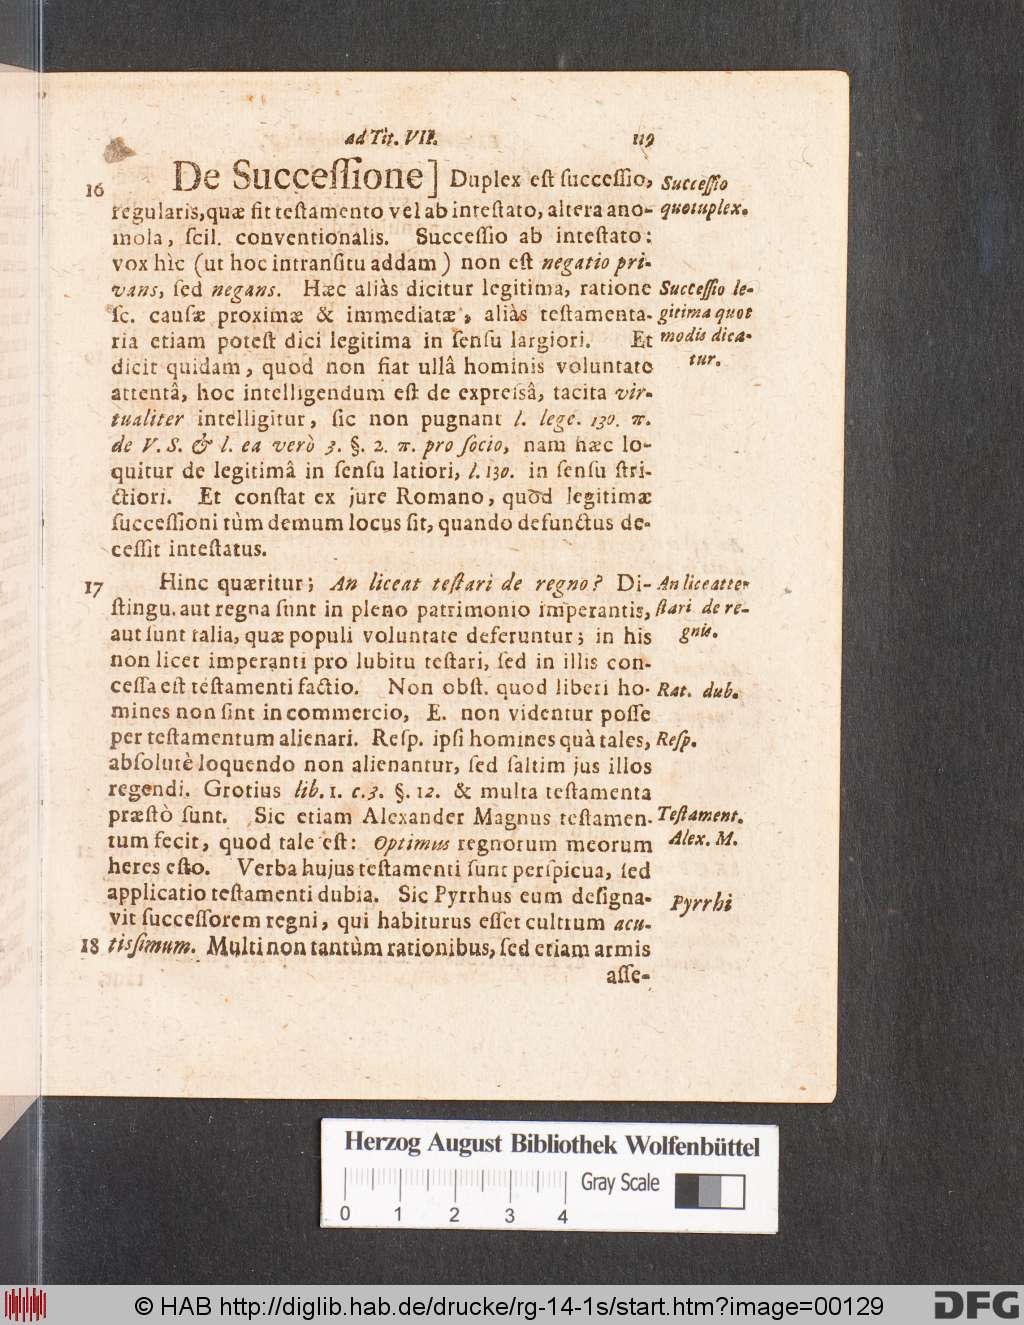 ad Tit. VII. 119
16 De Succeſſione] Duplex eſt ſucceſſio, Succeſſio
regularis, quæ fit teſtamento vel ab inteſtato, altera ano- quotuplex.
mola, ſcil. conventionalis. Succeſſio ab inteſtato:
vox hìc (ut hoc in tranſitu addam) non eſt negatio pri-
vans, ſed negans. Hæc aliàs dicitur legitima, ratione Succeſſio le-
ſc. cauſæ proximæ & immediatæ, aliàs teſtamenta- gitima quot
ria etiam poteſt dici legitima in ſenſu largiori. Et modis dica-
dicit quidam, quod non fiat ullâ hominis voluntate tur.
attentâ, hoc intelligendum eſt de expreſsâ, tacita vir-
tualiter intelligitur, ſic non pugnant l. lege. 130. π.
de V. S. & l. ea verò 3. §. 2. π. pro ſocio, nam hæc lo-
quitur de legitimâ in ſenſu latiori, l. 130. in ſenſu ſtri-
ctiori. Et conſtat ex jure Romano, quòd legitimæ
ſucceſſioni tùm demum locus ſit, quando defunctus de-
ceſſit inteſtatus.
17 Hinc quæritur; An liceat teſtari de regno? Di- An liceat te-
ſtingu. aut regna ſunt in pleno patrimonio imperantis, ſtari de re-
aut ſunt talia, quæ populi voluntate deferuntur; in his gnis.
non licet imperanti pro lubitu teſtari, ſed in illis con-
ceſſa eſt teſtamenti factio. Non obſt. quod liberi ho- Rat. dub.
mines non ſint in commercio, E. non videntur poſſe
per teſtamentum alienari. Reſp. ipſi homines quà tales, Reſp.
abſolutè loquendo non alienantur, ſed ſaltim jus illos
regendi. Grotius lib. 1. c. 3. §. 12. & multa teſtamenta
præſtò ſunt. Sic etiam Alexander Magnus teſtamen- Teſtament.
tum fecit, quod tale eſt: Optimus regnorum meorum Alex. M.
heres eſto. Verba hujus teſtamenti ſunt perſpicua, ſed
applicatio teſtamenti dubia. Sic Pyrrhus eum deſigna- Pyrrhi
vit ſucceſſorem regni, qui habiturus eſſet cultrum acu-
18 tiſſimum. Multi non tantùm rationibus, ſed etiam armis
aſſe-
Herzog August Bibliothek Wolfenbüttel
0 1 2 3 4 Gray Scale
© HAB http://diglib.hab.de/drucke/rg-14-1s/start.htm?image=00129 DFG